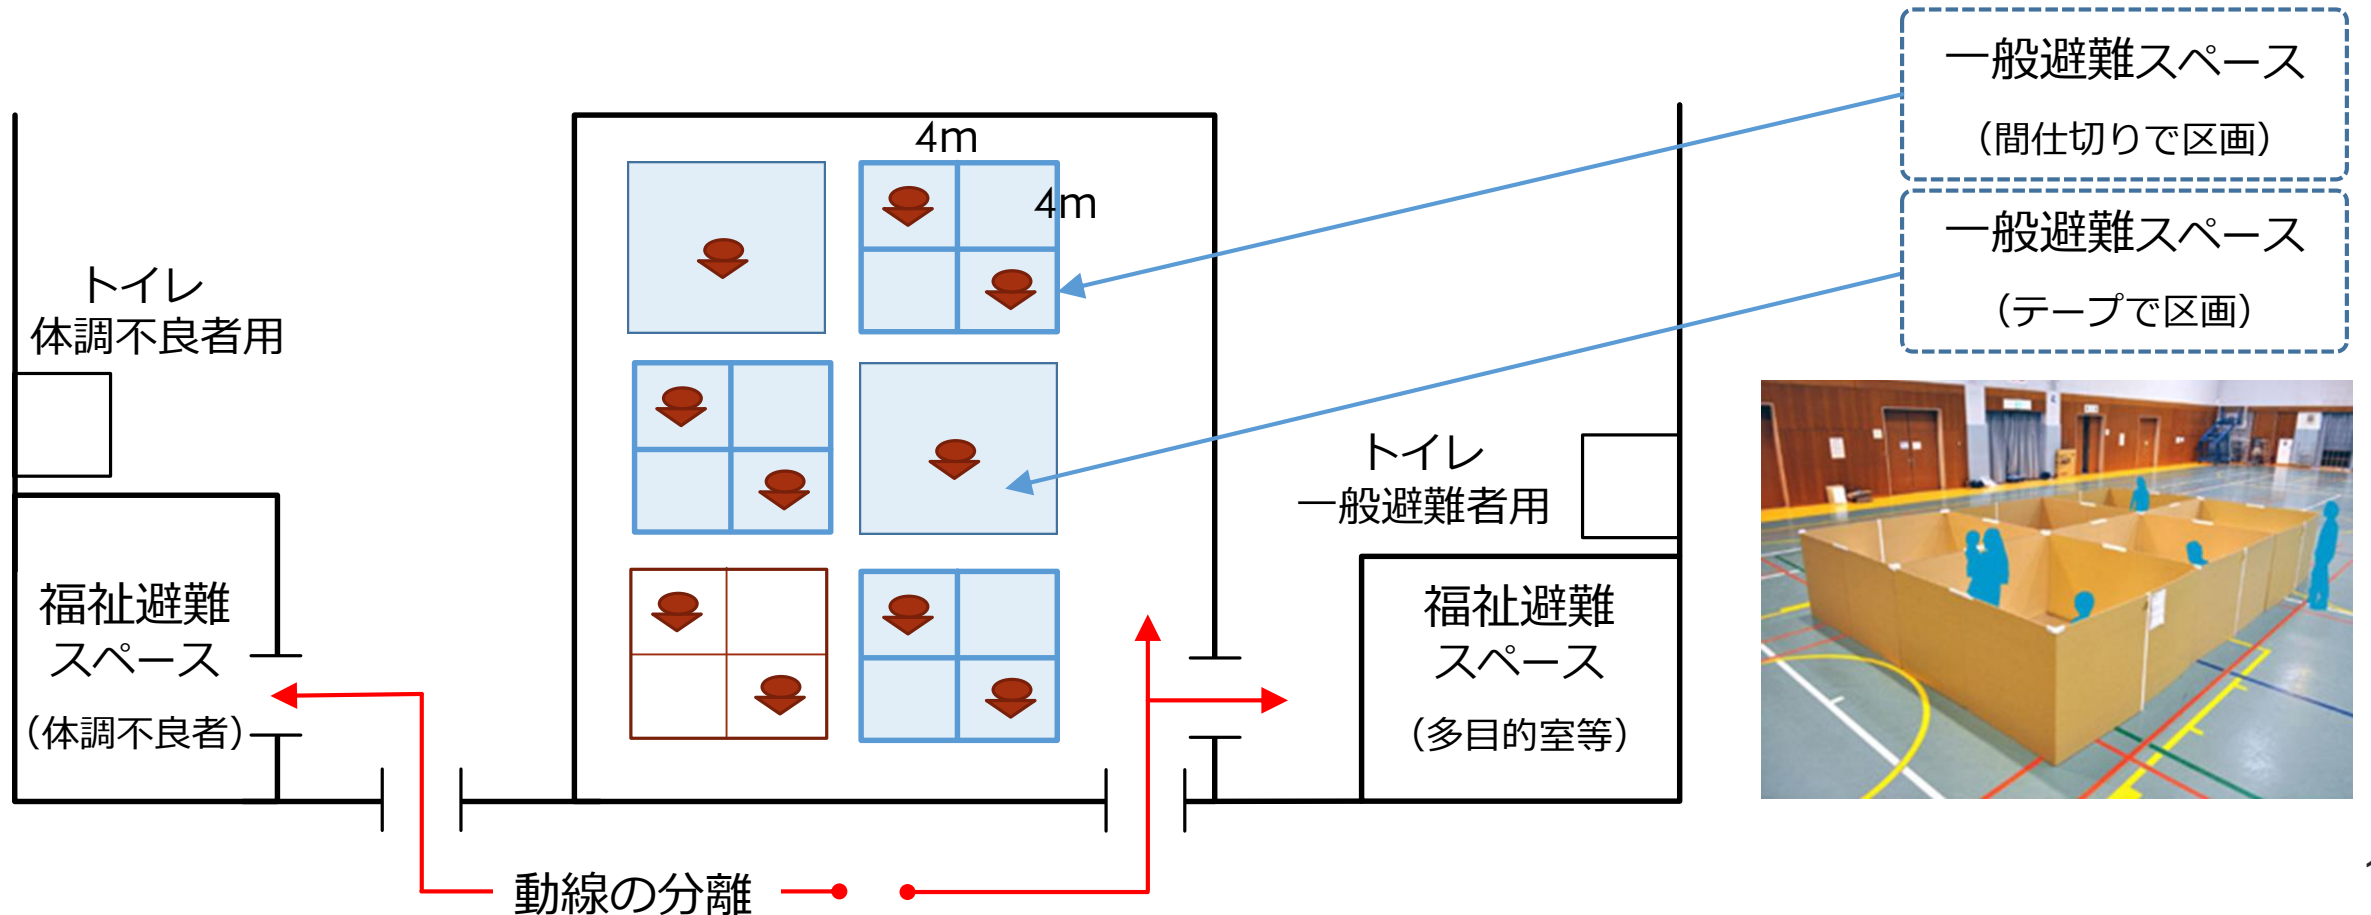 一般避難スペース
（間仕切りで区画）
一般避難スペース
（テープで区画）
4m
4m
トイレ
体調不良者用
福祉避難
スペース
（体調不良者）
トイレ
一般避難者用
福祉避難
スペース
（多目的室等）
動線の分離